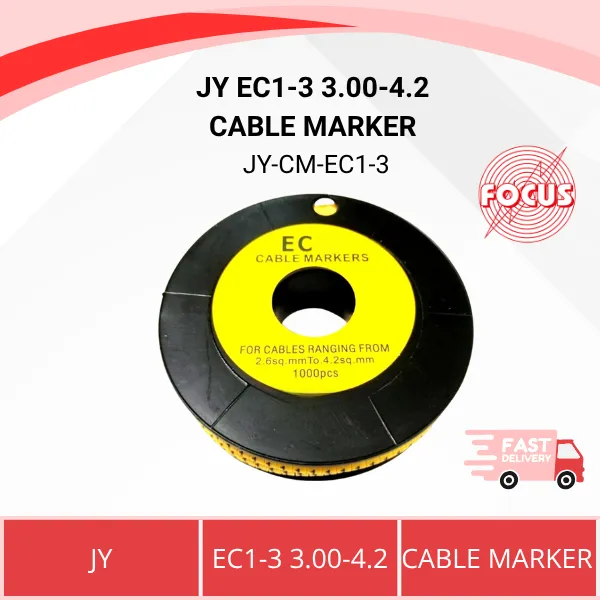 JY EC1-3 3.00-4.2
CABLE MARKER
JY-CM-EC1-3
FOCUS
EC
CABLE MARKERS
FOR CABLES RANGING FROM
2.6sq.mmTo 4.2sq.mm
1000pcs
FAST
DELIVERY
JY
EC1-3 3.00-4.2
CABLE MARKER